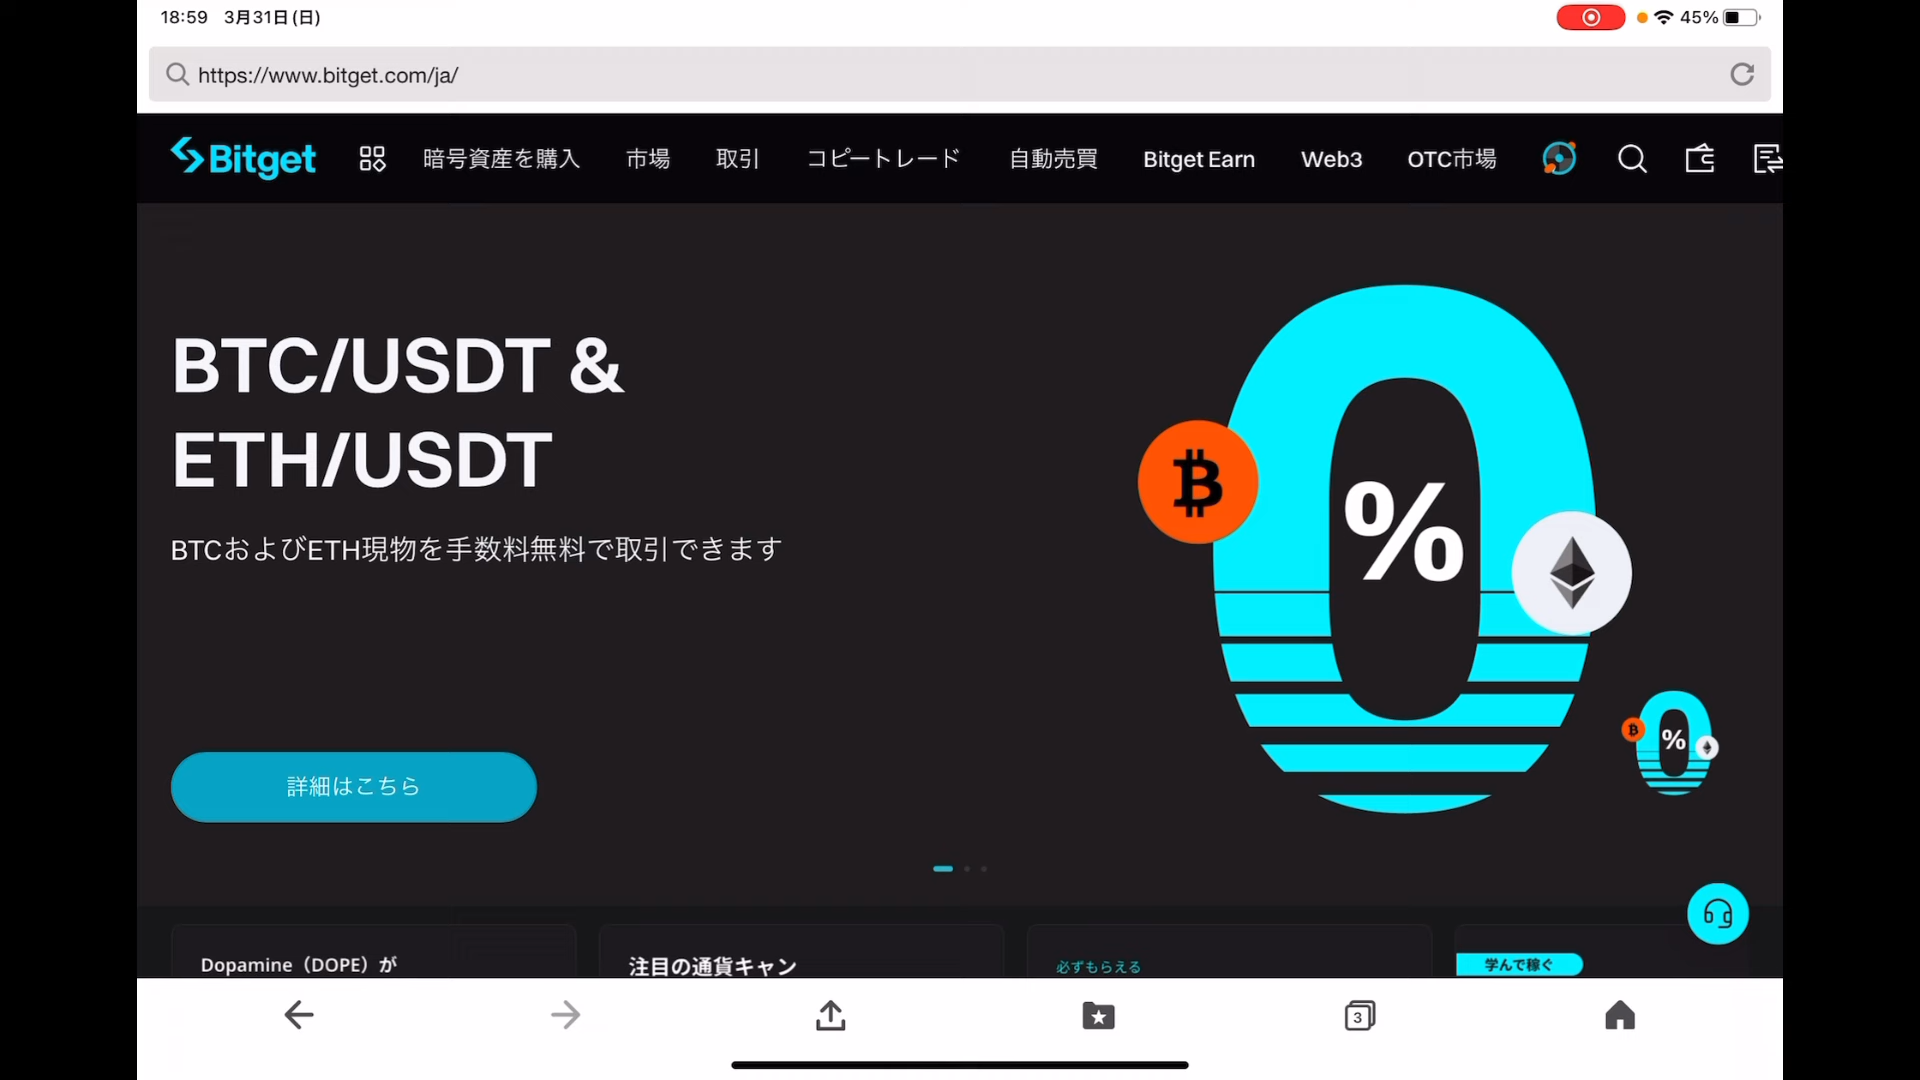 18:59 3月31日(日)
45%
https://www.bitget.com/ja/
Bitget 暗号資産を購入 市場 取引 コピートレード 自動売買 Bitget Earn Web3 OTC市場
BTC/USDT &
ETH/USDT
BTCおよびETH現物を手数料無料で取引できます
0
%
0
%
詳細はこちら
Dopamine（DOPE）が
注目の通貨キャン
必ずもらえる
学んで稼ぐ
3